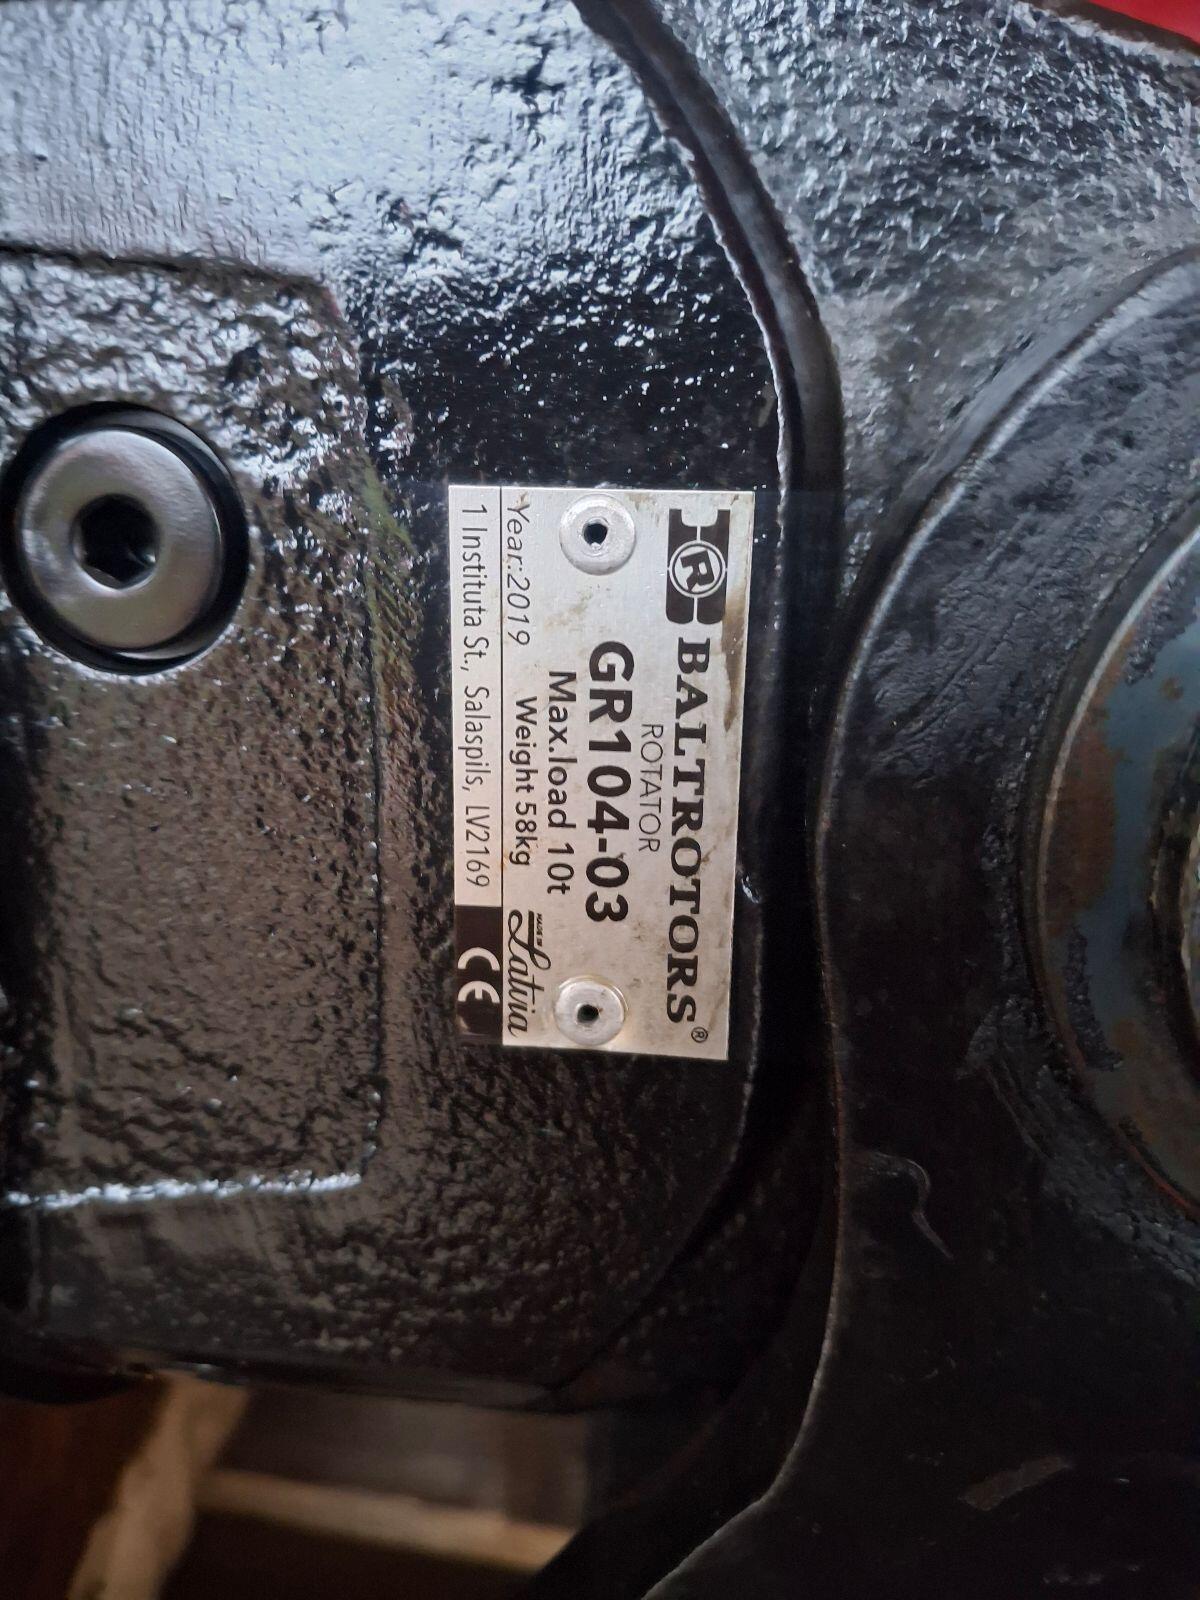 R BALTROTORS®
ROTATOR
GR104-03
Max.load 10t
Weight 58kg
Year:2019
MADE IN
Latvia
1 Instituta St., Salaspils, LV2169
CE